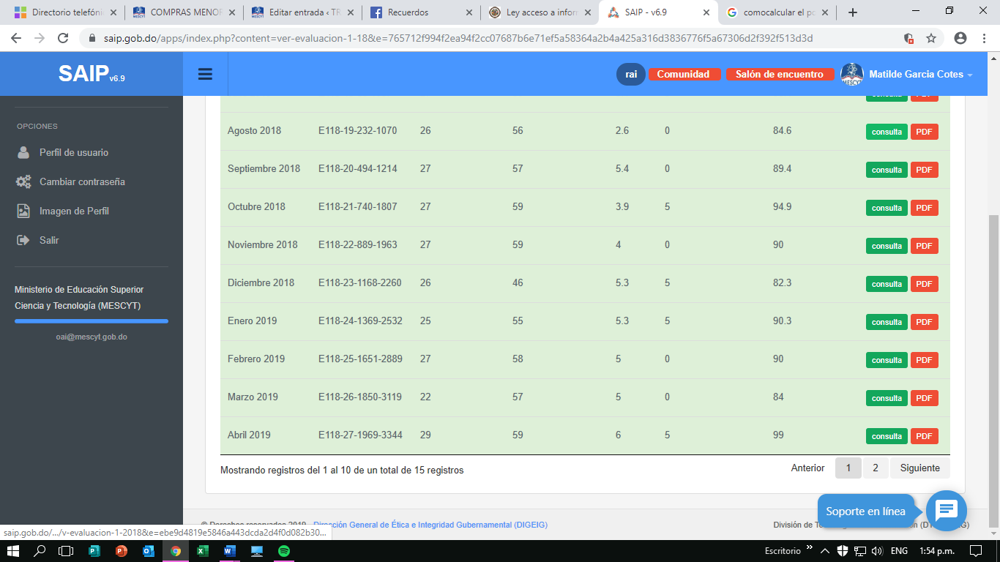 Directorio telefóni
COMPRAS MENOR
Editar entrada ‹ TR
Recuerdos
Ley acceso a inform
SAIP - v6.9
comocalcular el po
saip.gob.do/apps/index.php?content=ver-evaluacion-1-18&e=765712f994f2ea94f2cc07687b6e71ef5a58364a2b4a425a316d3836776f5a67306d2f392f513d3d
SAIP v6.9
rai Comunidad Salón de encuentro MESCYT Matilde Garcia Cotes
OPCIONES
Perfil de usuario
Cambiar contraseña
Imagen de Perfil
Salir
Ministerio de Educación Superior
Ciencia y Tecnología (MESCYT)
oai@mescyt.gob.do
consulta PDF
Agosto 2018 E118-19-232-1070 26 56 2.6 0 84.6 consulta PDF
Septiembre 2018 E118-20-494-1214 27 57 5.4 0 89.4 consulta PDF
Octubre 2018 E118-21-740-1807 27 59 3.9 5 94.9 consulta PDF
Noviembre 2018 E118-22-889-1963 27 59 4 0 90 consulta PDF
Diciembre 2018 E118-23-1168-2260 26 46 5.3 5 82.3 consulta PDF
Enero 2019 E118-24-1369-2532 25 55 5.3 5 90.3 consulta PDF
Febrero 2019 E118-25-1651-2889 27 58 5 0 90 consulta PDF
Marzo 2019 E118-26-1850-3119 22 57 5 0 84 consulta PDF
Abril 2019 E118-27-1969-3344 29 59 6 5 99 consulta PDF
Mostrando registros del 1 al 10 de un total de 15 registros
Anterior 1 2 Siguiente
Soporte en línea
© Derechos reservados 2019 - Dirección General de Ética e Integridad Gubernamental (DIGEIG)
División de
saip.gob.do/.../v-evaluacion-1-2018&e=ebe9d4819e5846a443dcda2d4f0d082b30...
Escritorio » ENG 1:54 p.m.